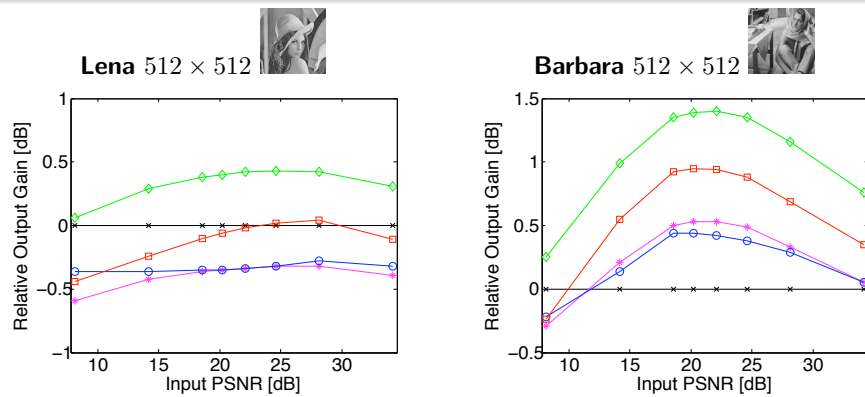 Lena 512 × 512
1
0.5
0
−0.5
−1
10 15 20 25 30
Relative Output Gain [dB]
Input PSNR [dB]
Barbara 512 × 512
1.5
1
0.5
0
−0.5
10 15 20 25 30
Relative Output Gain [dB]
Input PSNR [dB]